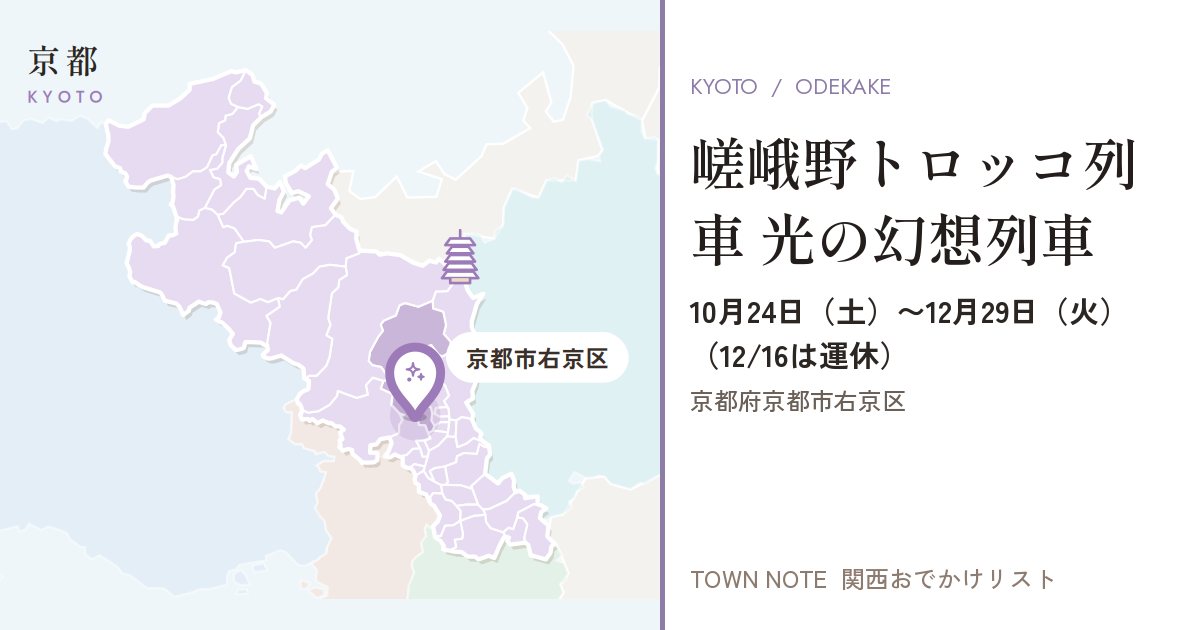 京都
KYOTO
京都市右京区
KYOTO / ODEKAKE
嵯峨野トロッコ列
車 光の幻想列車
10月24日（土）〜12月29日（火）
（12/16は運休）
京都府京都市右京区
TOWN NOTE 関西おでかけリスト